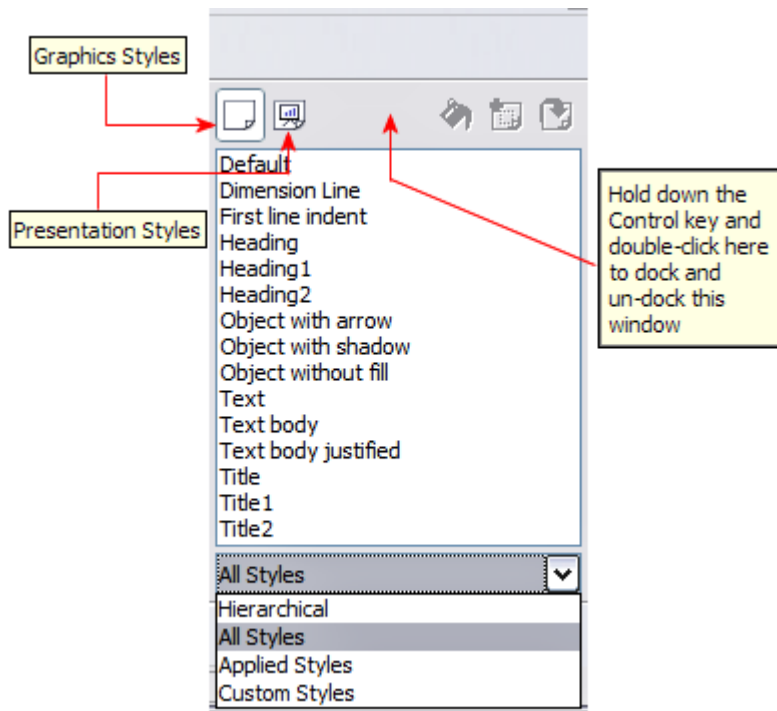 Graphics Styles
Presentation Styles
Default
Dimension Line
First line indent
Heading
Heading1
Heading2
Object with arrow
Object with shadow
Object without fill
Text
Text body
Text body justified
Title
Title1
Title2
All Styles
Hierarchical
All Styles
Applied Styles
Custom Styles
Hold down the
Control key and
double-click here
to dock and
un-dock this
window